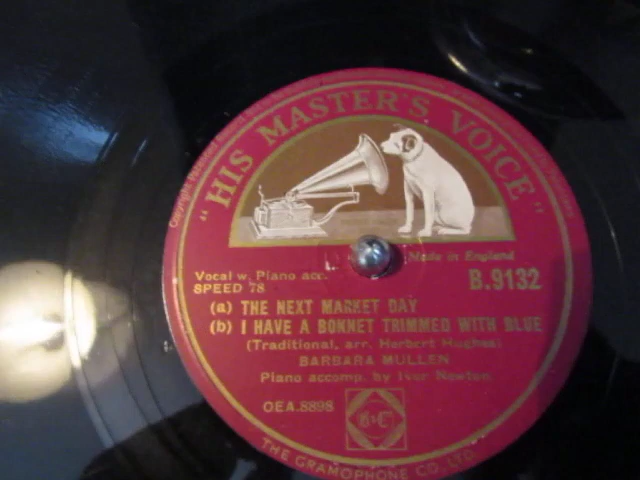 "HIS MASTER'S VOICE"
Copyright
Made in England
Vocal w. Piano acc.
B.9132
SPEED 78
(a) THE NEXT MARKET DAY
(b) I HAVE A BONNET TRIMMED WITH BLUE
(Traditional, arr. Herbert Hughes)
BARBARA MULLEN
Piano accomp. by Ivor Newton
OEA.8898
THE GRAMOPHONE CO. LTD.